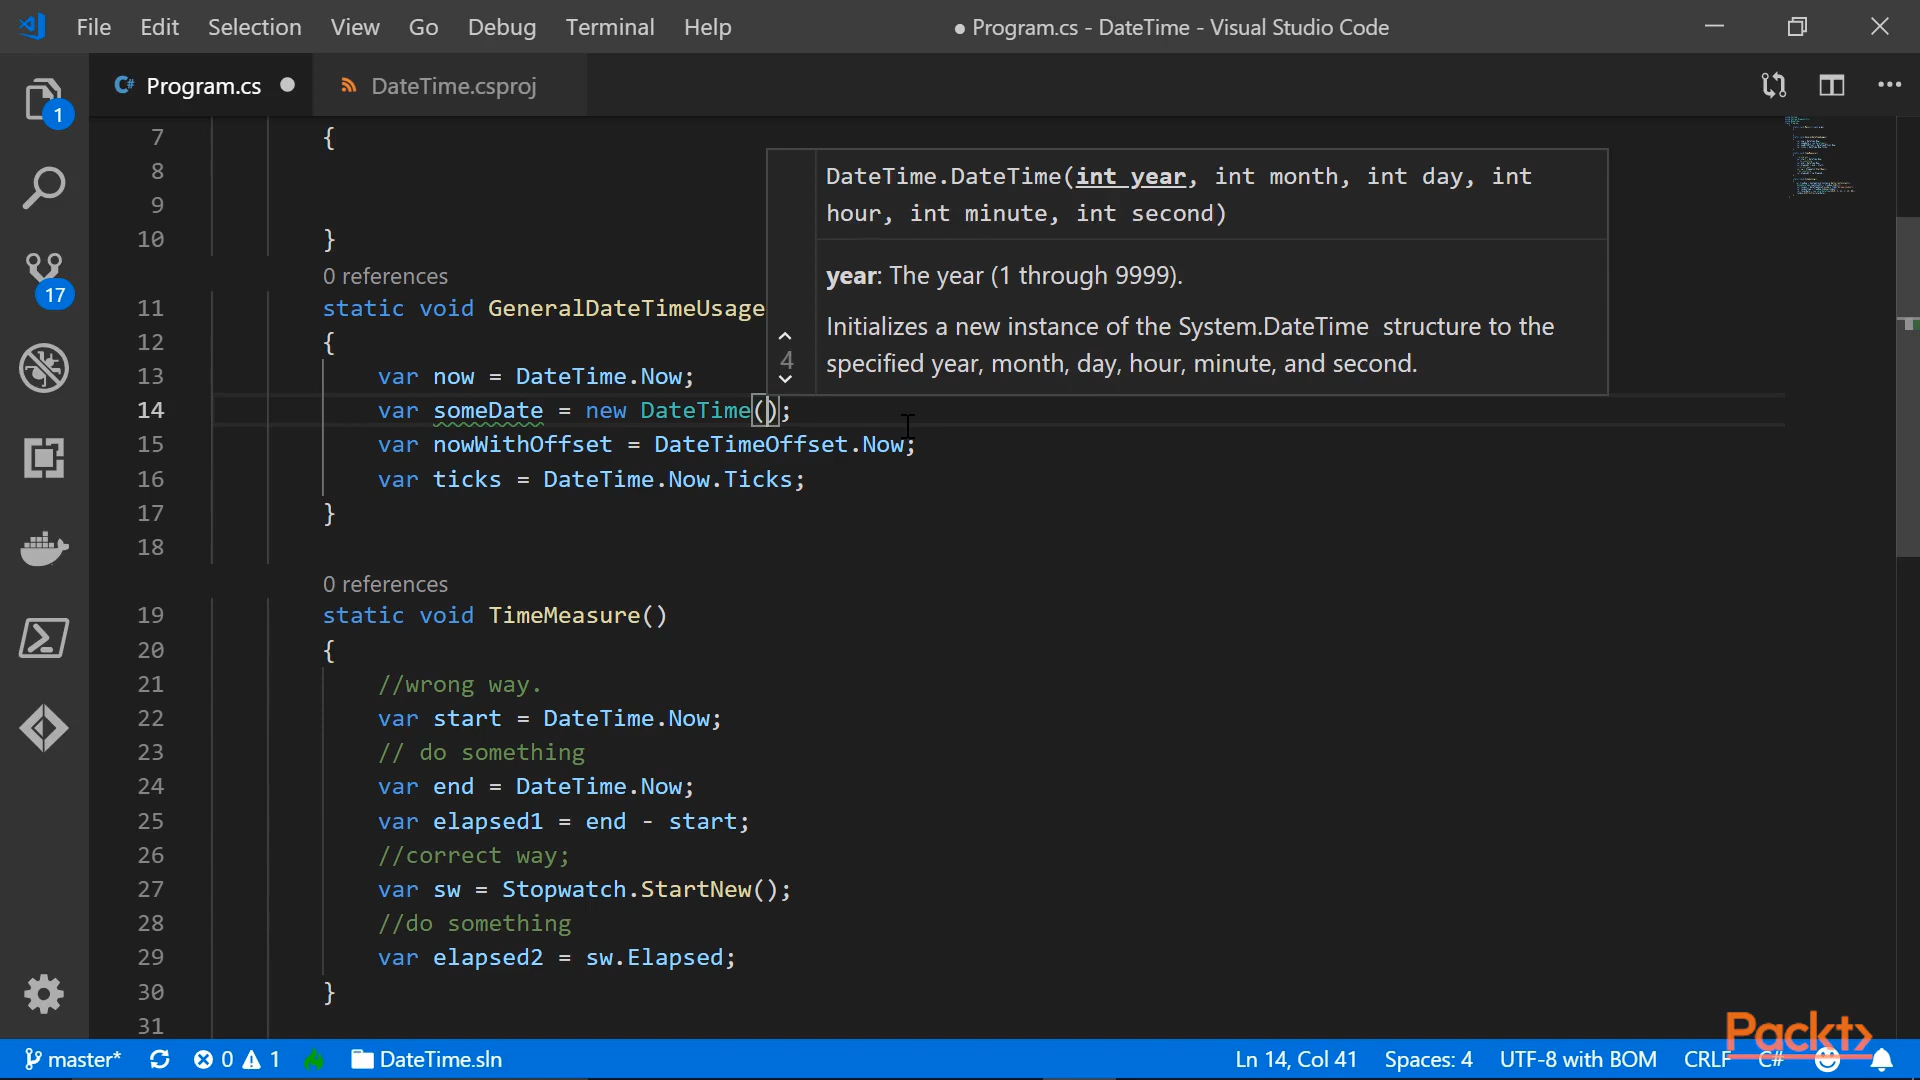 File Edit Selection View Go Debug Terminal Help ● Program.cs - DateTime - Visual Studio Code
C# Program.cs ● DateTime.csproj
1
17
7 {
8
9
10 }
0 references
11 static void GeneralDateTimeUsage
12 {
13 var now = DateTime.Now;
14 var someDate = new DateTime();
15 var nowWithOffset = DateTimeOffset.Now;
16 var ticks = DateTime.Now.Ticks;
17 }
18
0 references
19 static void TimeMeasure()
20 {
21 //wrong way.
22 var start = DateTime.Now;
23 // do something
24 var end = DateTime.Now;
25 var elapsed1 = end - start;
26 //correct way;
27 var sw = Stopwatch.StartNew();
28 //do something
29 var elapsed2 = sw.Elapsed;
30 }
31
DateTime.DateTime(int year, int month, int day, int
hour, int minute, int second)
year: The year (1 through 9999).
4
Initializes a new instance of the System.DateTime structure to the
specified year, month, day, hour, minute, and second.
Packt>
master* 0 1 DateTime.sln Ln 14, Col 41 Spaces: 4 UTF-8 with BOM CRLF C#